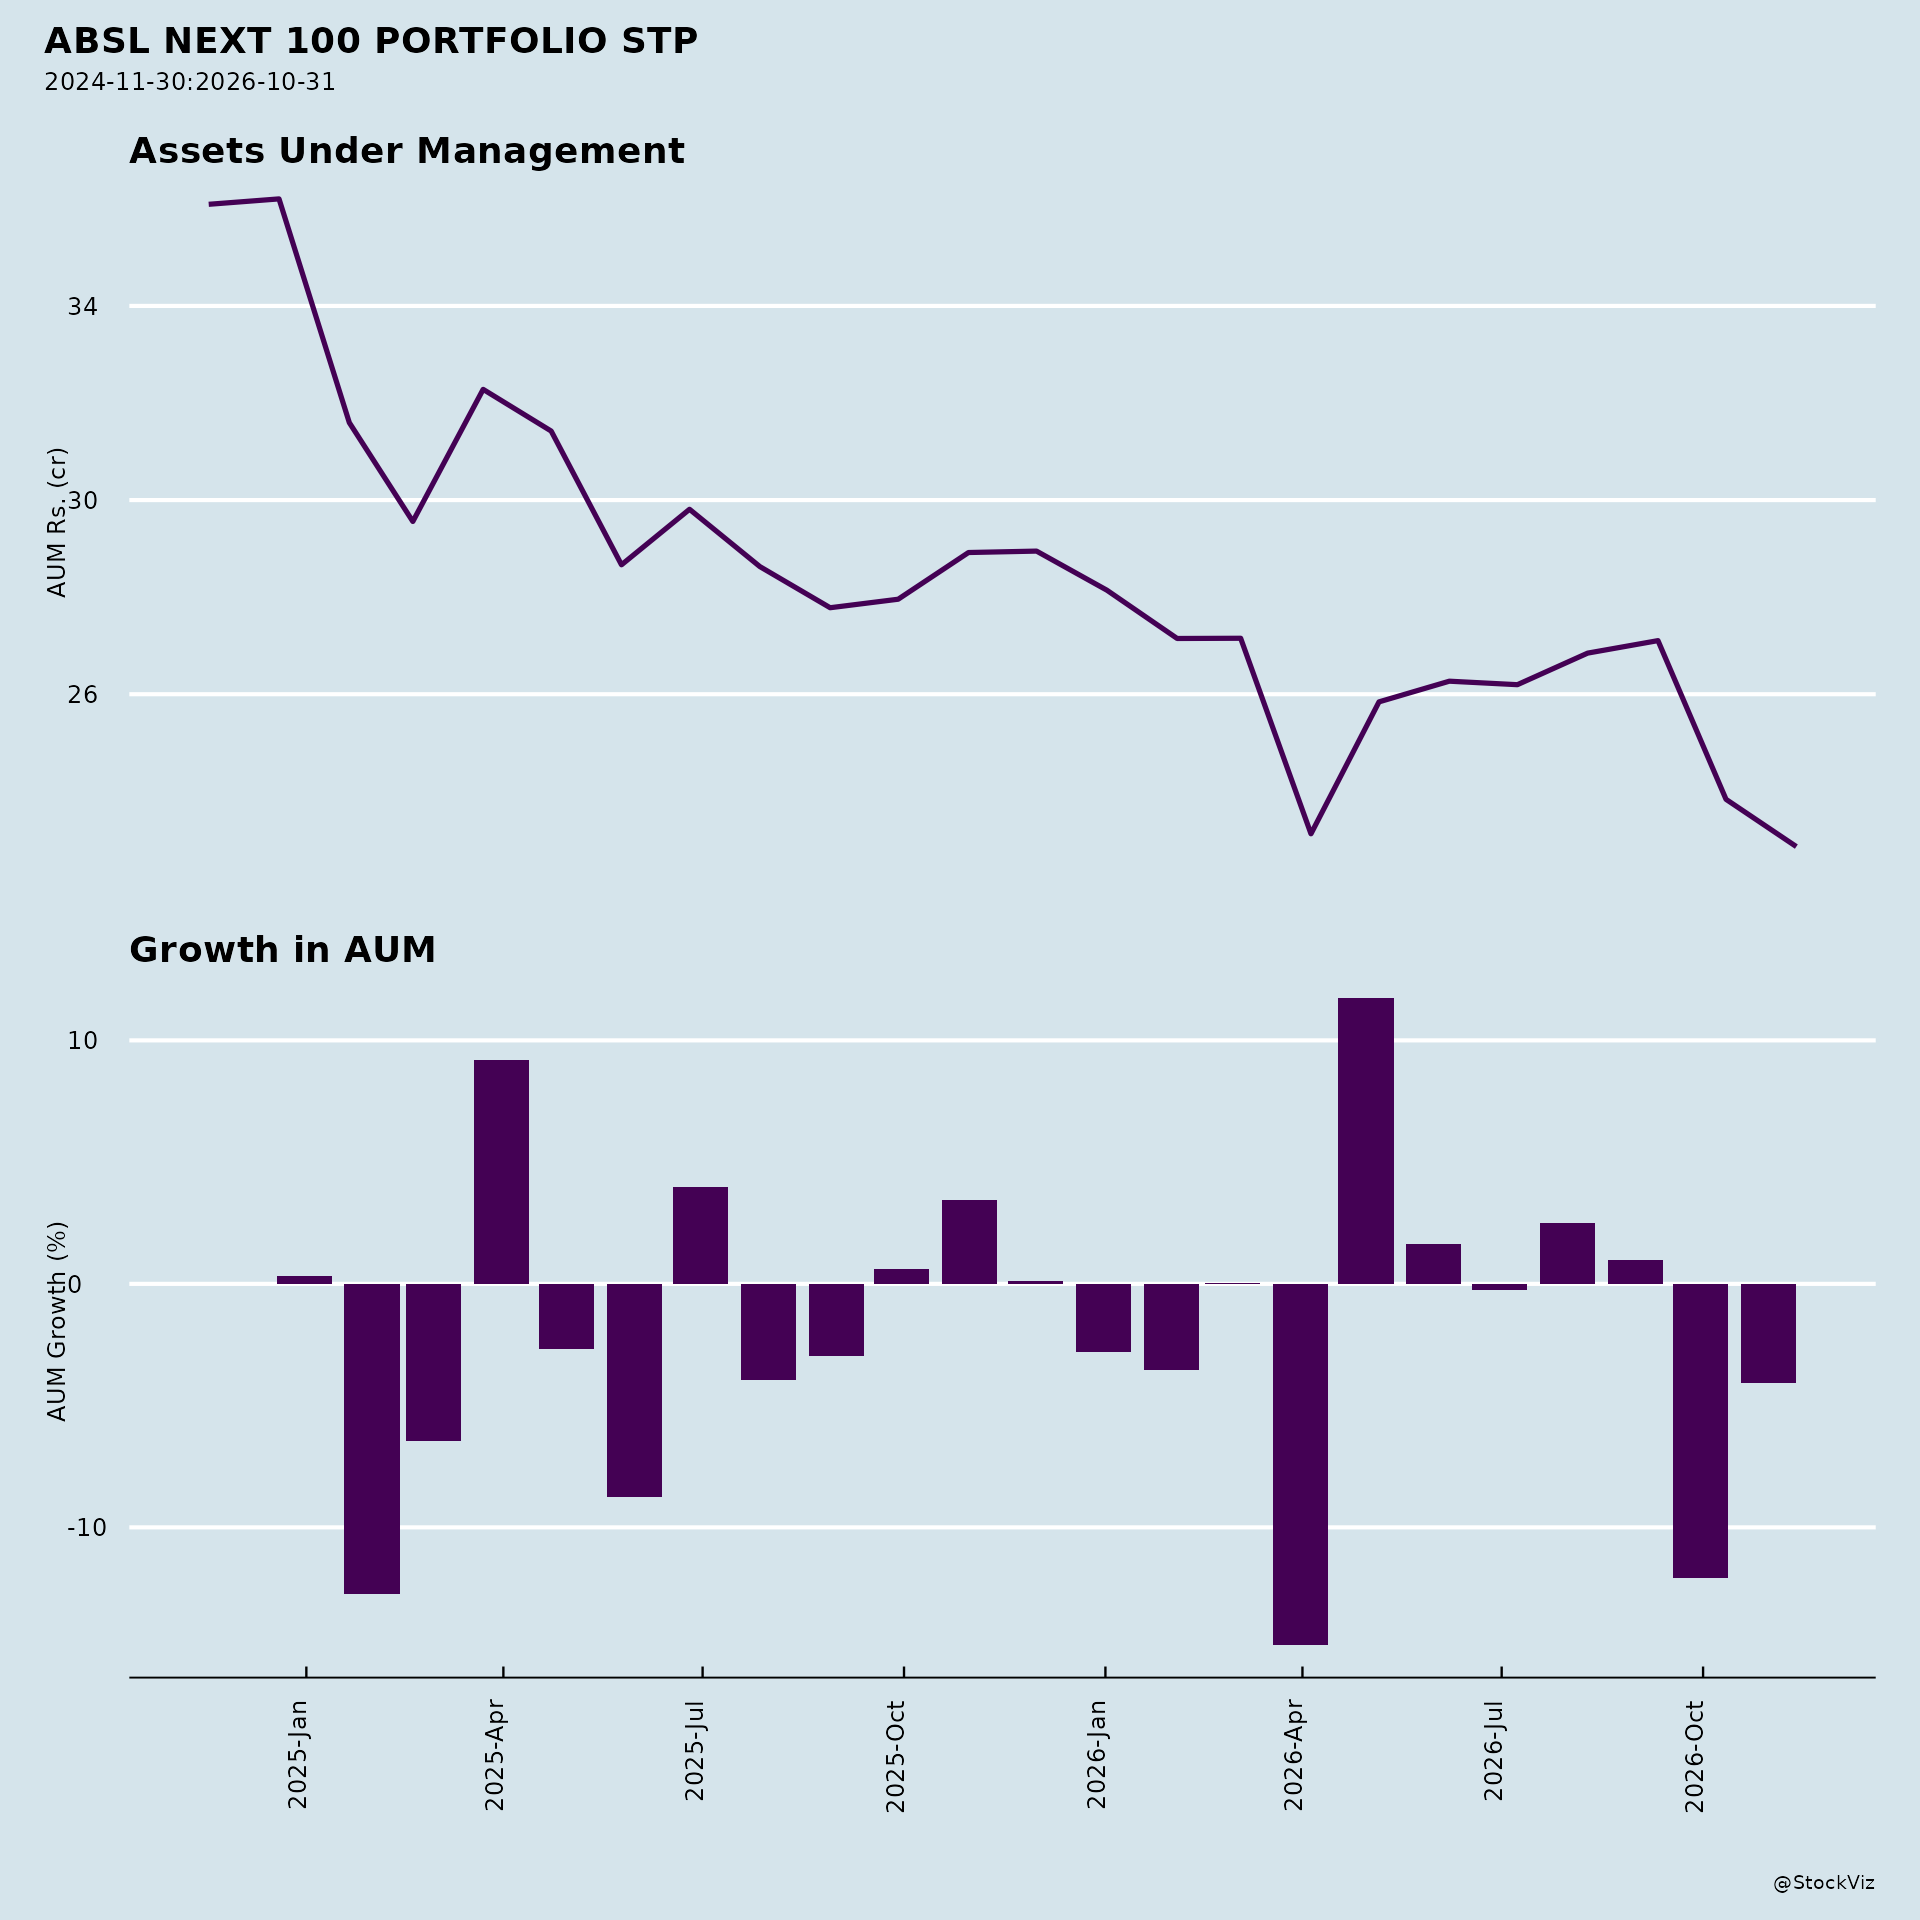 ABSL NEXT 100 PORTFOLIO STP
2024-11-30:2026-10-31
Assets Under Management
AUM Rs. (cr)
34
30
26
Growth in AUM
AUM Growth (%)
10
0
-10
2025-Jan
2025-Apr
2025-Jul
2025-Oct
2026-Jan
2026-Apr
2026-Jul
2026-Oct
@StockViz